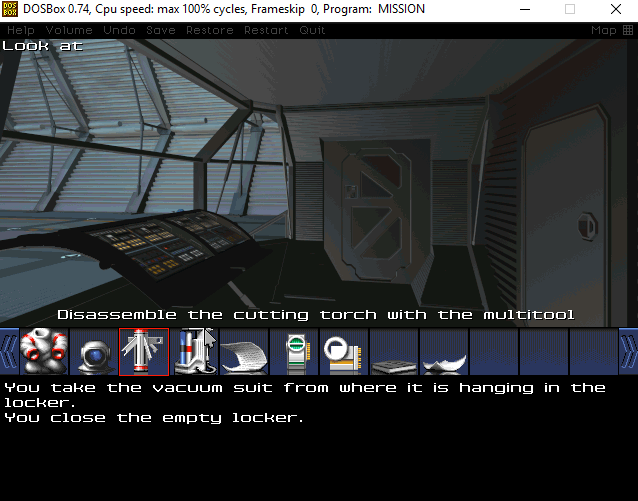 DOSBox 0.74, Cpu speed: max 100% cycles, Frameskip 0, Program: MISSION
Help Volume Undo Save Restore Restart Quit Map
Look at
Disassemble the cutting torch with the multitool
You take the vacuum suit from where it is hanging in the
locker.
You close the empty locker.